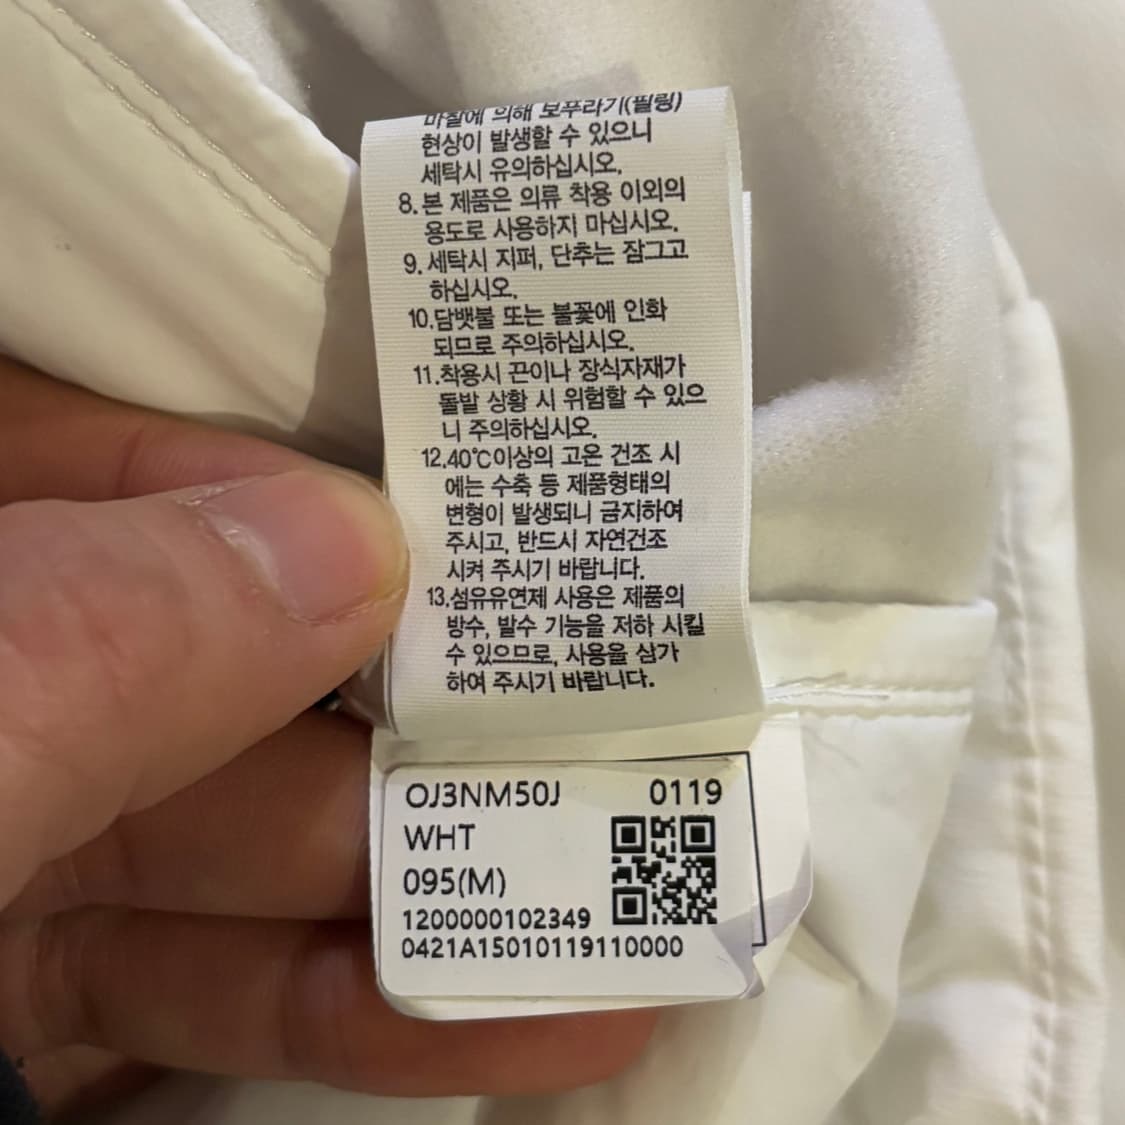 마찰에 의해 보푸라기(필링)
현상이 발생할 수 있으니
세탁시 유의하십시오.
8. 본 제품은 의류 착용 이외의
용도로 사용하지 마십시오.
9. 세탁시 지퍼, 단추는 잠그고
하십시오.
10.담뱃불 또는 불꽃에 인화
되므로 주의하십시오.
11.착용시 끈이나 장식자재가
돌발 상황 시 위험할 수 있으
니 주의하십시오.
12.40℃이상의 고온 건조 시
에는 수축 등 제품형태의
변형이 발생되니 금지하여
주시고, 반드시 자연건조
시켜 주시기 바랍니다.
13.섬유유연제 사용은 제품의
방수, 발수 기능을 저하 시킬
수 있으므로, 사용을 삼가
하여 주시기 바랍니다.
OJ3NM50J 0119
WHT
095(M)
1200000102349
0421A15010119110000